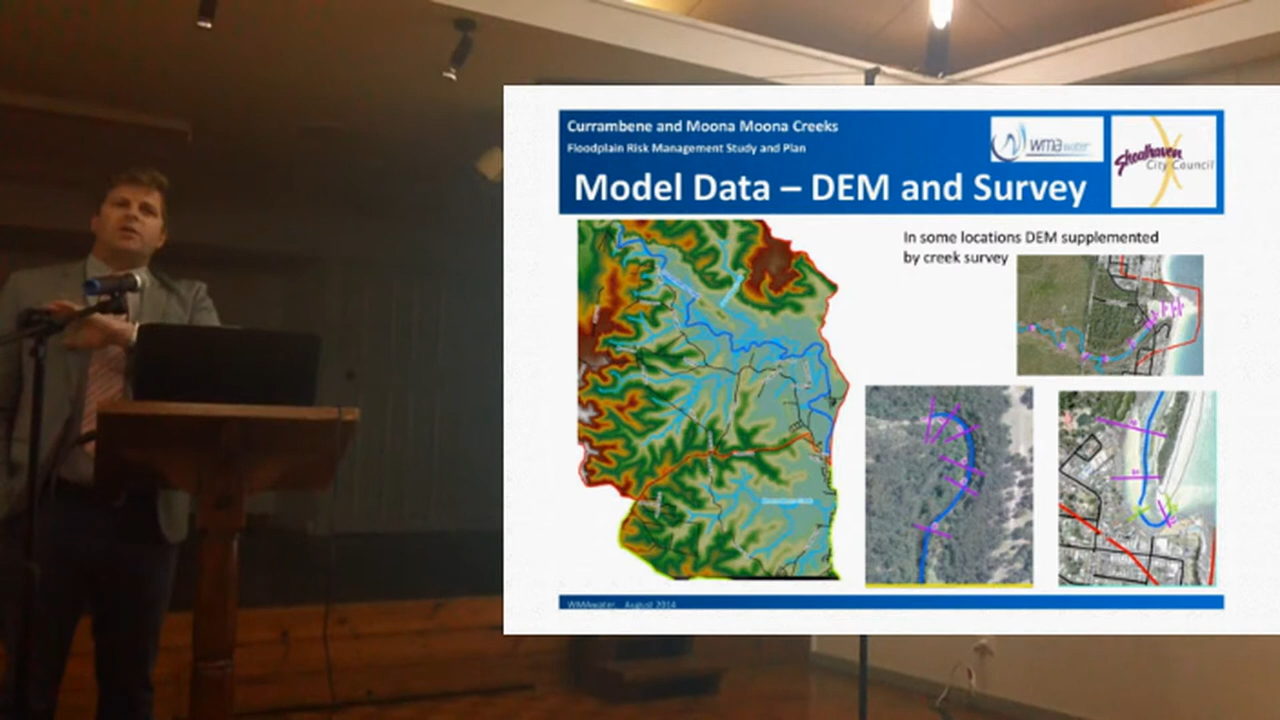 Currambene and Moona Moona Creeks
Floodplain Risk Management Study and Plan
wma water
Shoalhaven
City Council
Model Data – DEM and Survey
In some locations DEM supplemented
by creek survey
WMAwater, August 2014